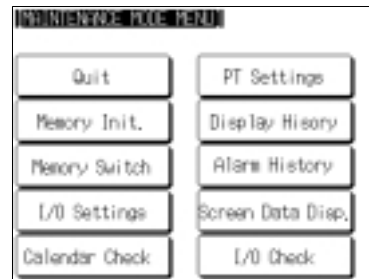 [MAINTENANCE MODE MENU]
Quit
PT Settings
Memory Init.
Display Hisory
Memory Switch
Alarm History
I/O Settings
Screen Data Disp.
Calendar Check
I/O Check